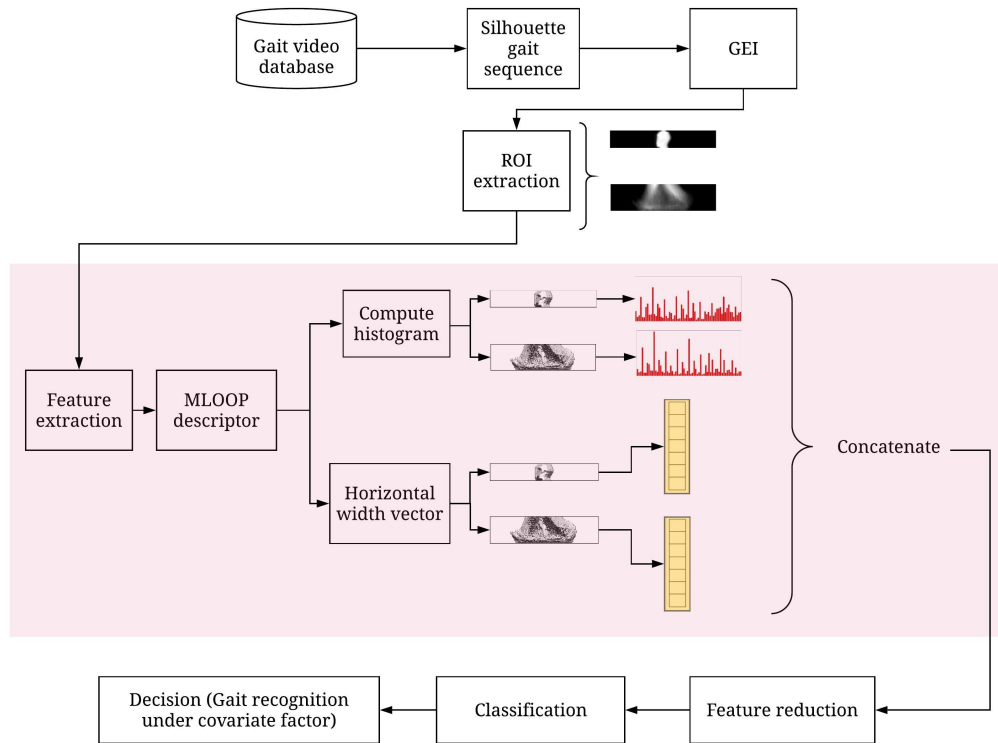 Gait video
database
Silhouette
gait
sequence
GEI
ROI
extraction
Feature
extraction
MLOOP
descriptor
Compute
histogram
Horizontal
width vector
Concatenate
Decision (Gait recognition
under covariate factor)
Classification
Feature reduction